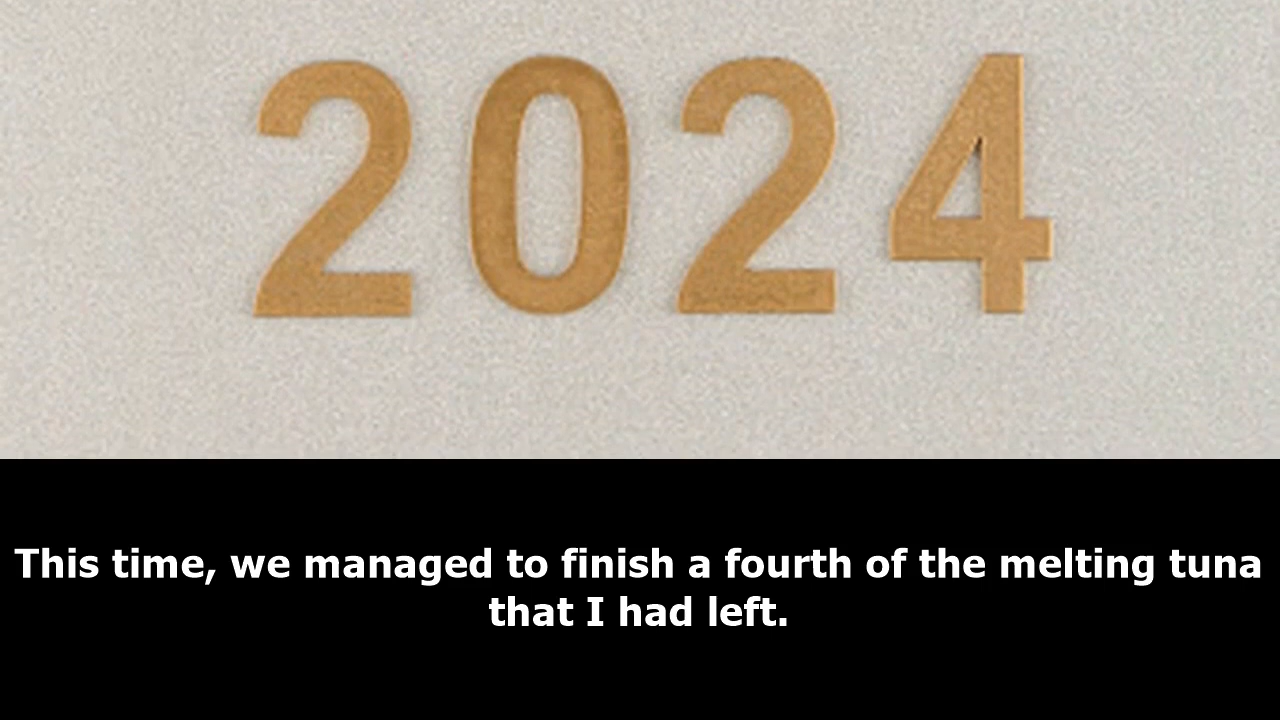 2024
This time, we managed to finish a fourth of the melting tuna
that I had left.